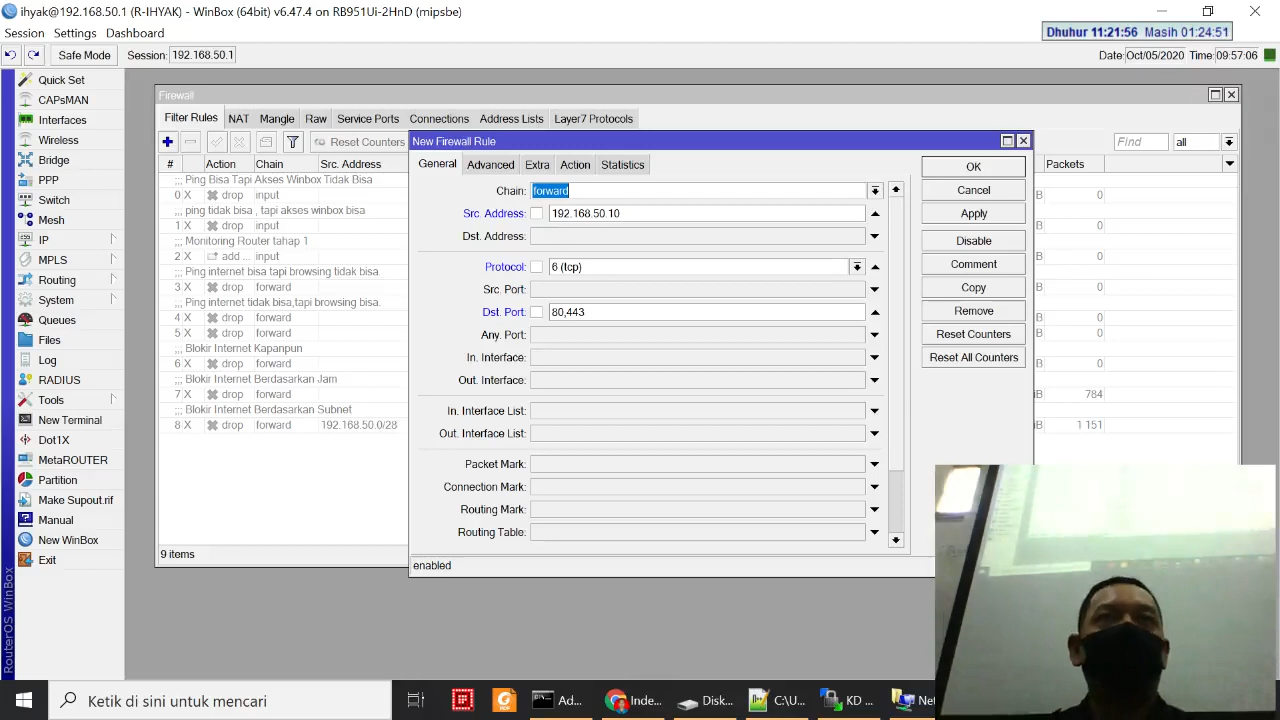 ihyak@192.168.50.1 (R-IHYAK) - WinBox (64bit) v6.47.4 on RB951Ui-2HnD (mipsbe)
Session Settings Dashboard
Dhuhur 11:21:56 Masih 01:24:51
Safe Mode Session: 192.168.50.1
Date: Oct/05/2020 Time: 09:57:06
Quick Set
CAPsMAN
Interfaces
Wireless
Bridge
PPP
Switch
Mesh
IP
MPLS
Routing
System
Queues
Files
Log
RADIUS
Tools
New Terminal
Dot1X
MetaROUTER
Partition
Make Supout.rif
Manual
New WinBox
Exit
RouterOS WinBox
Firewall
Filter Rules NAT Mangle Raw Service Ports Connections Address Lists Layer7 Protocols
Reset Counters
Find all
# Action Chain Src. Address Packets
;;; Ping Bisa Tapi Akses Winbox Tidak Bisa
0 X drop input B 0
;;; ping tidak bisa , tapi akses winbox bisa
1 X drop input B 0
;;; Monitoring Router tahap 1
2 X add ... input B 0
;;; Ping internet bisa tapi browsing tidak bisa
3 X drop forward B 0
;;; Ping internet tidak bisa,tapi browsing bisa.
4 X drop forward B 0
5 X drop forward B 0
;;; Blokir Internet Kapanpun
6 X drop forward B 0
;;; Blokir Internet Berdasarkan Jam
7 X drop forward B 784
;;; Blokir Internet Berdasarkan Subnet
8 X drop forward 192.168.50.0/28 B 1 151
9 items
New Firewall Rule
General Advanced Extra Action Statistics
Chain: forward
Src. Address: 192.168.50.10
Dst. Address:
Protocol: 6 (tcp)
Src. Port:
Dst. Port: 80,443
Any. Port:
In. Interface:
Out. Interface:
In. Interface List:
Out. Interface List:
Packet Mark:
Connection Mark:
Routing Mark:
Routing Table:
enabled
OK
Cancel
Apply
Disable
Comment
Copy
Remove
Reset Counters
Reset All Counters
Ketik di sini untuk mencari
Ad... Inde... Disk... C:\U... KD ... Net